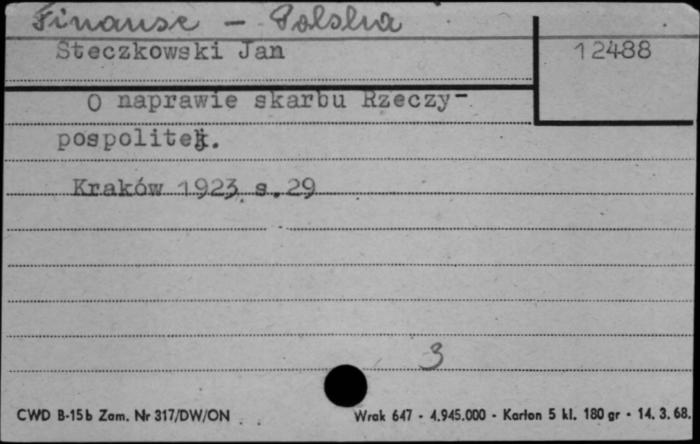 Finanse - Polska
Steczkowski Jan
12488
O naprawie skarbu Rzeczy-
pospolitej.
Kraków 1923 s.29
3
CWD B-15b Zam. Nr 317/DW/ON
Wrak 647 - 4.945.000 - Karton 5 kl. 180 gr - 14. 3. 68.